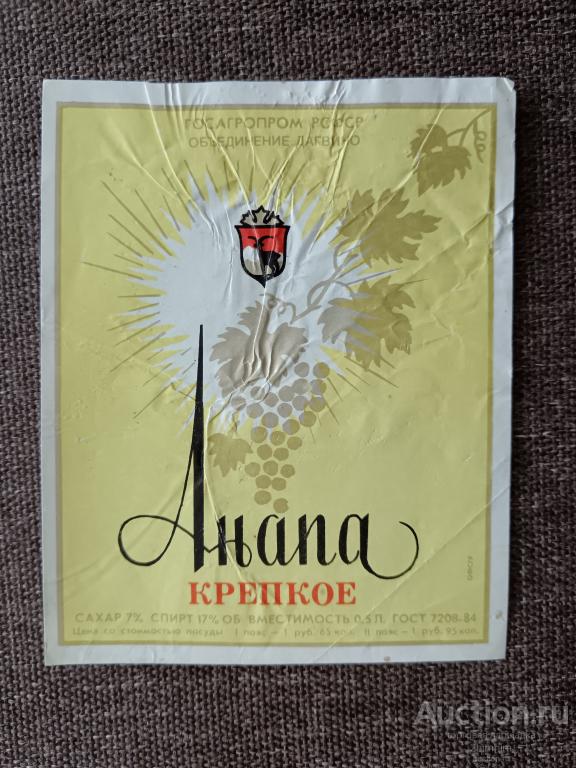 ГОСАГРОПРОМ РСФСР
ОБЪЕДИНЕНИЕ ДАГВИНО
Анапа
КРЕПКОЕ
САХАР 7% СПИРТ 17% ОБ. ВМЕСТИМОСТЬ 0,5 Л. ГОСТ 7208-84
Цена со стоимостью посуды I пояс — 1 руб. 65 коп. II пояс — 1 руб. 95 коп.
Auction.ru